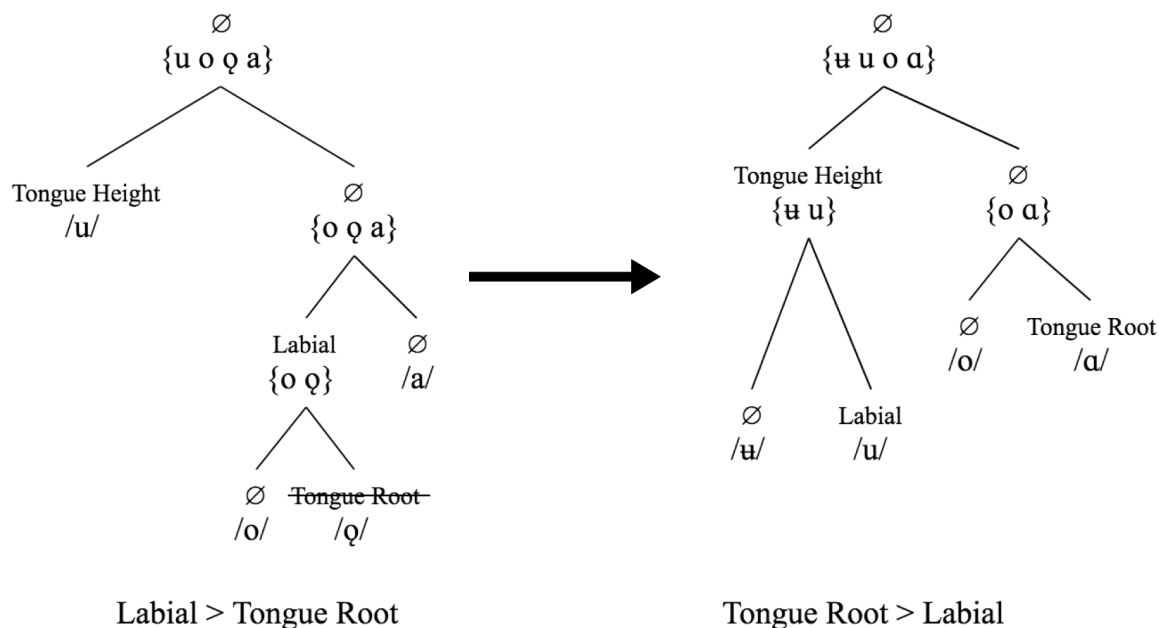 ∅ ∅
{u o ǫ a} {ʉ u o ɑ}
Tongue Height ∅ Tongue Height ∅
/u/ {o ǫ a} {ʉ u} {o ɑ}
Labial ∅ ∅ Tongue Root
{o ǫ} /a/ /o/ /ɑ/
∅ Labial
/ʉ/ /u/
∅ Tongue Root
/o/ /ǫ/
Labial > Tongue Root Tongue Root > Labial